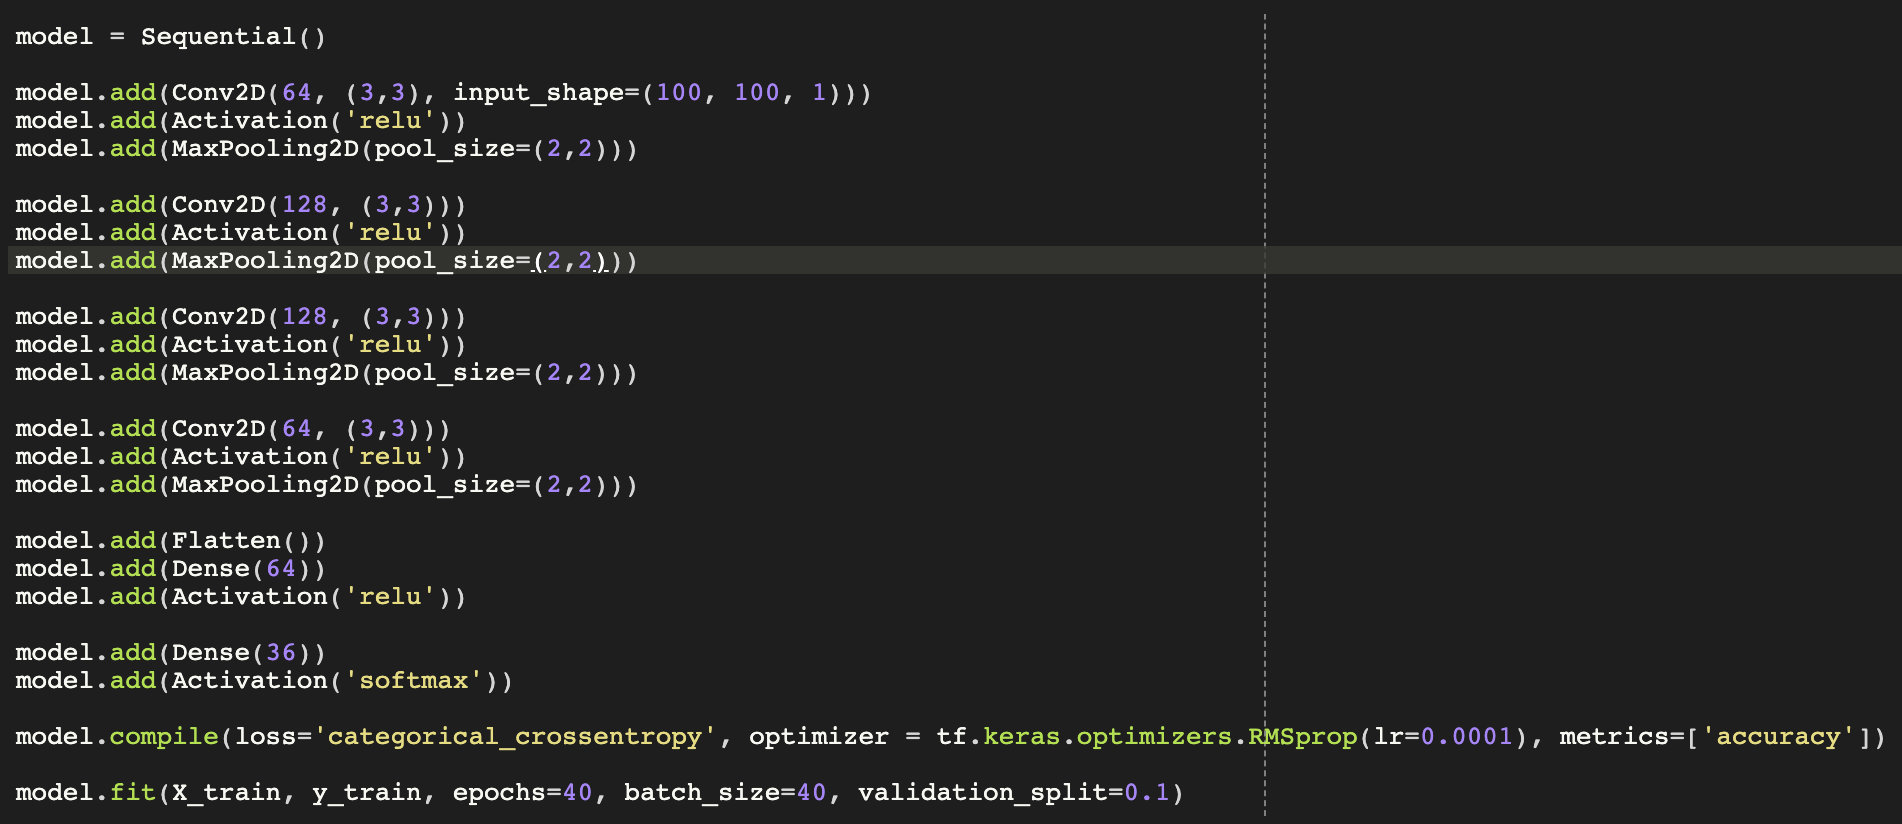 model = Sequential()
model.add(Conv2D(64, (3,3), input_shape=(100, 100, 1)))
model.add(Activation('relu'))
model.add(MaxPooling2D(pool_size=(2,2)))
model.add(Conv2D(128, (3,3)))
model.add(Activation('relu'))
model.add(MaxPooling2D(pool_size=(2,2)))
model.add(Conv2D(128, (3,3)))
model.add(Activation('relu'))
model.add(MaxPooling2D(pool_size=(2,2)))
model.add(Conv2D(64, (3,3)))
model.add(Activation('relu'))
model.add(MaxPooling2D(pool_size=(2,2)))
model.add(Flatten())
model.add(Dense(64))
model.add(Activation('relu'))
model.add(Dense(36))
model.add(Activation('softmax'))
model.compile(loss='categorical_crossentropy', optimizer = tf.keras.optimizers.RMSprop(lr=0.0001), metrics=['accuracy'])
model.fit(X_train, y_train, epochs=40, batch_size=40, validation_split=0.1)